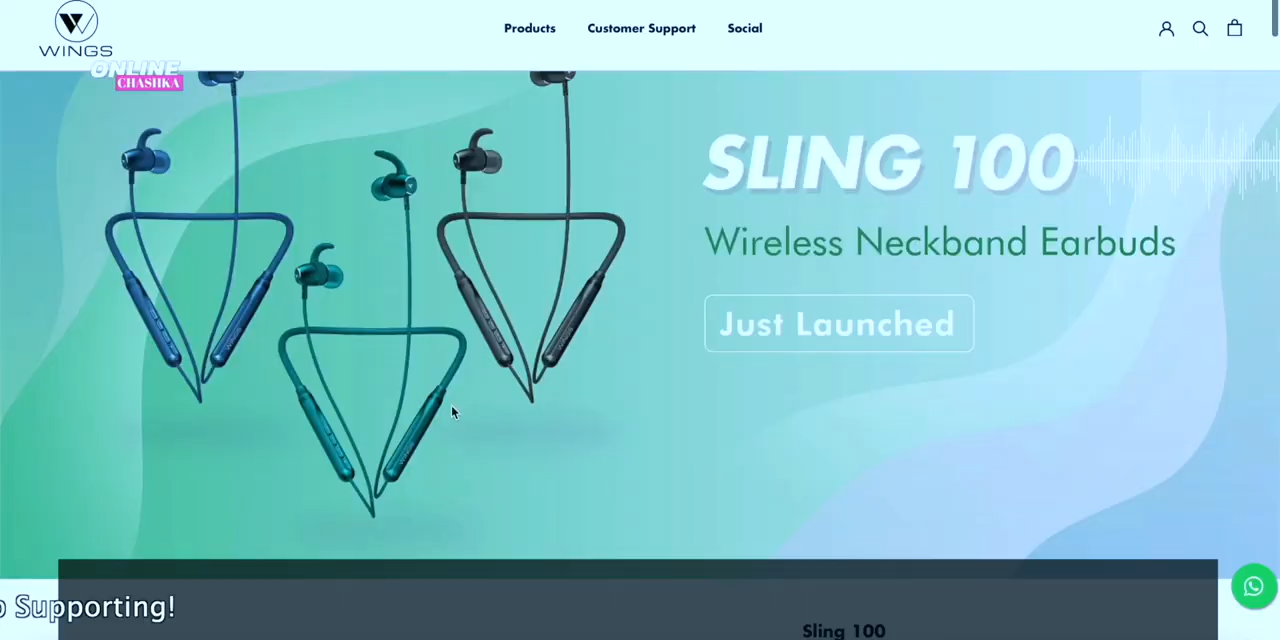 Products
Customer Support
Social
WINGS
ONLINE
CHASHKA
SLING 100
Wireless Neckband Earbuds
Just Launched
Supporting!
Sling 100